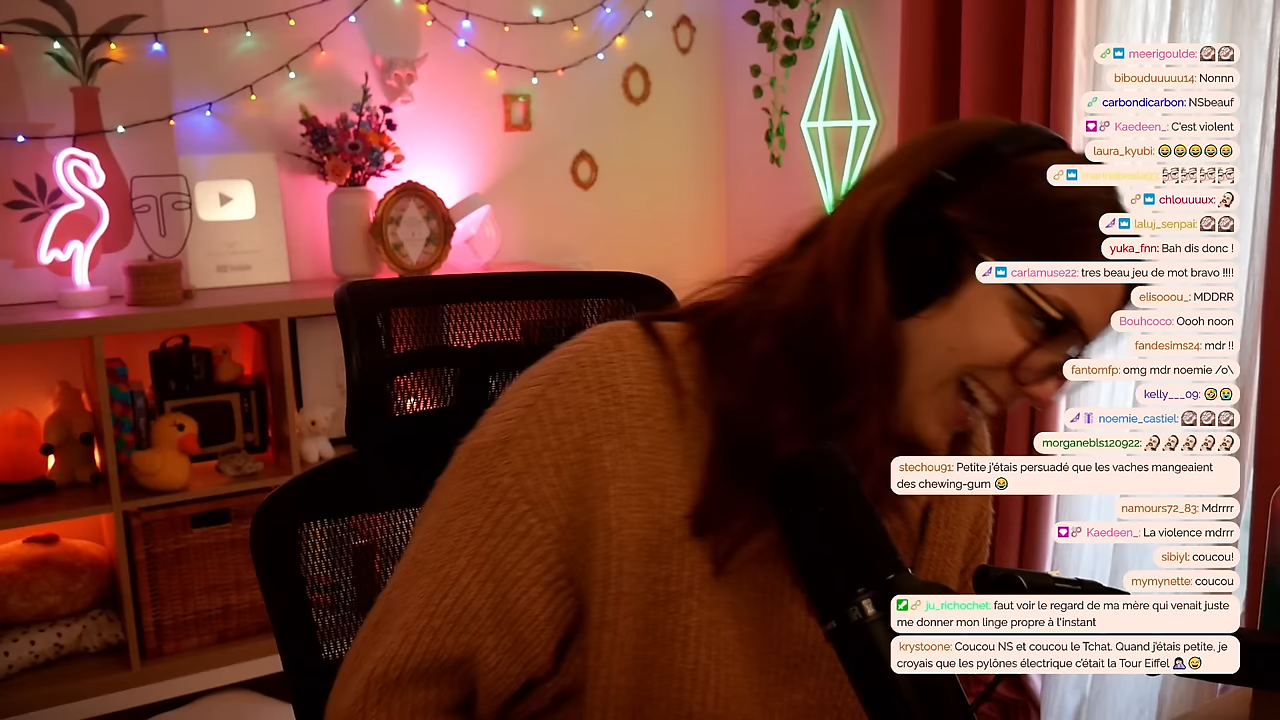 meerigoulde:
bibouduuuuu14: Nonnn
carbondicarbon: NSbeauf
Kaedeen_: C'est violent
laura_kyubi:
chlouuuux:
laluj_senpai:
yuka_fnn: Bah dis donc !
carlamuse22: tres beau jeu de mot bravo !!!!
elisooou_: MDDRR
Bouhcoco: Oooh noon
fandesims24: mdr !!
fantomfp: omg mdr noemie /o\
kelly___09:
noemie_castiel:
morganebls120922:
stechou91: Petite j'étais persuadé que les vaches mangeaient
des chewing-gum
namours72_83: Mdrrrr
Kaedeen_: La violence mdrrr
sibiyl: coucou!
mymynette: coucou
ju_richochet: faut voir le regard de ma mère qui venait juste
me donner mon linge propre à l'instant
krystoone: Coucou NS et coucou le Tchat. Quand j'étais petite, je
croyais que les pylônes électrique c'était la Tour Eiffel